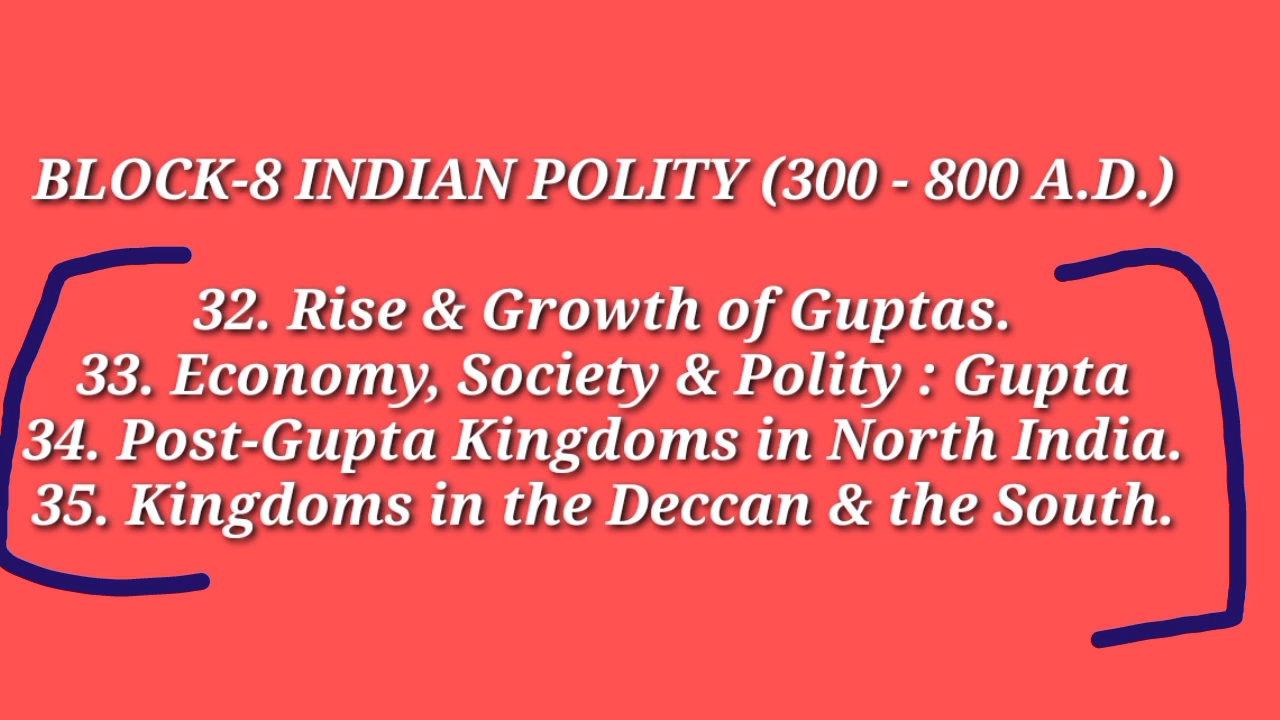 BLOCK-8 INDIAN POLITY (300 - 800 A.D.)
32. Rise & Growth of Guptas.
33. Economy, Society & Polity : Gupta
34. Post-Gupta Kingdoms in North India.
35. Kingdoms in the Deccan & the South.